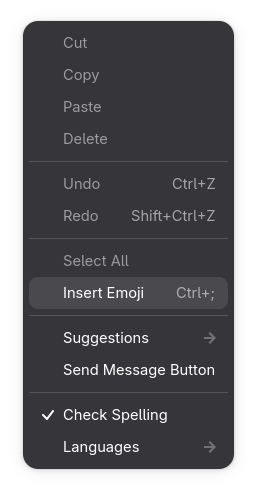 Cut
Copy
Paste
Delete
Undo Ctrl+Z
Redo Shift+Ctrl+Z
Select All
Insert Emoji Ctrl+;
Suggestions →
Send Message Button
✓ Check Spelling
Languages →